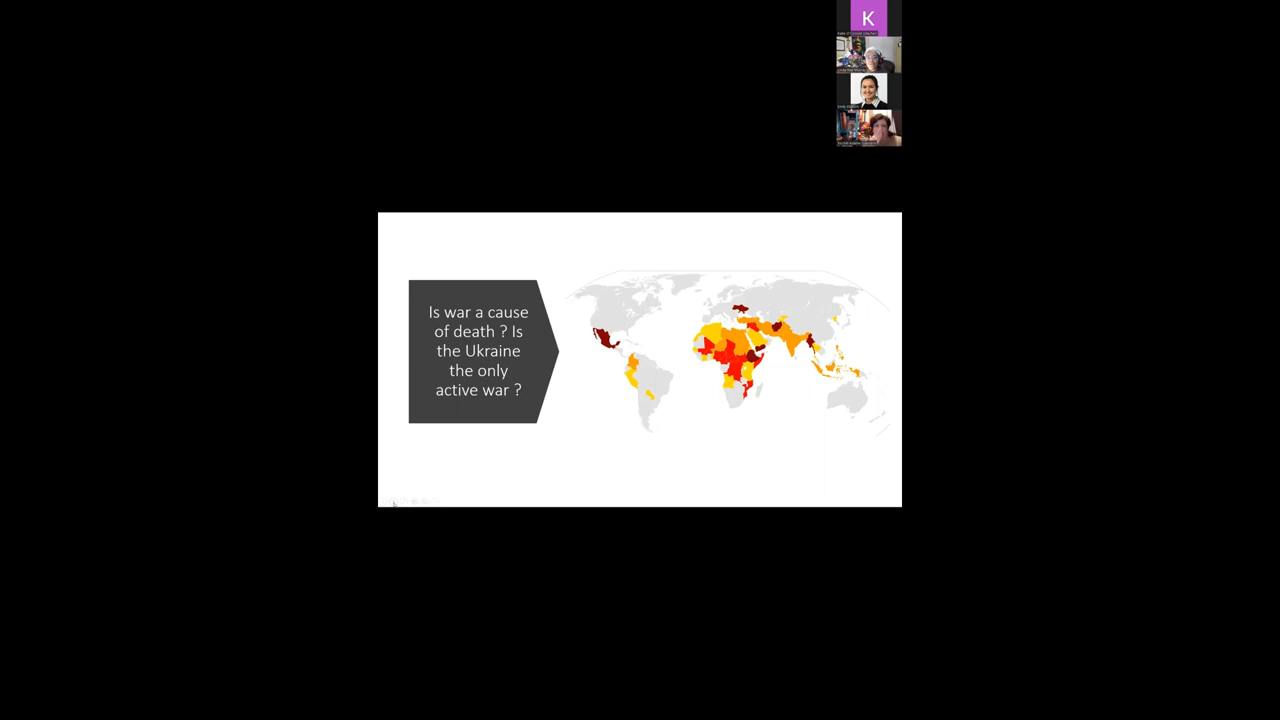 K
Is war a cause
of death ? Is
the Ukraine
the only
active war ?